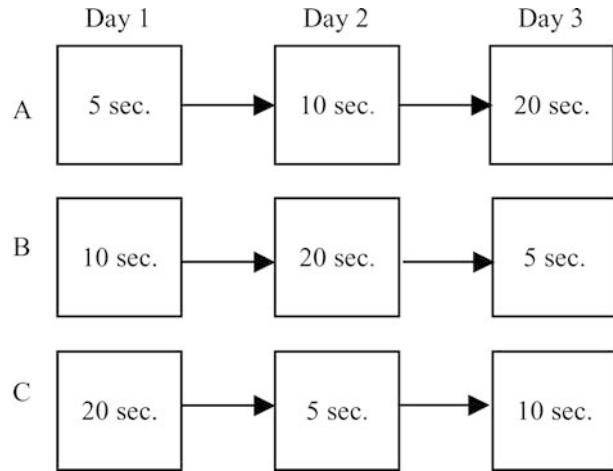 Day 1 Day 2 Day 3
A 5 sec. 10 sec. 20 sec.
B 10 sec. 20 sec. 5 sec.
C 20 sec. 5 sec. 10 sec.